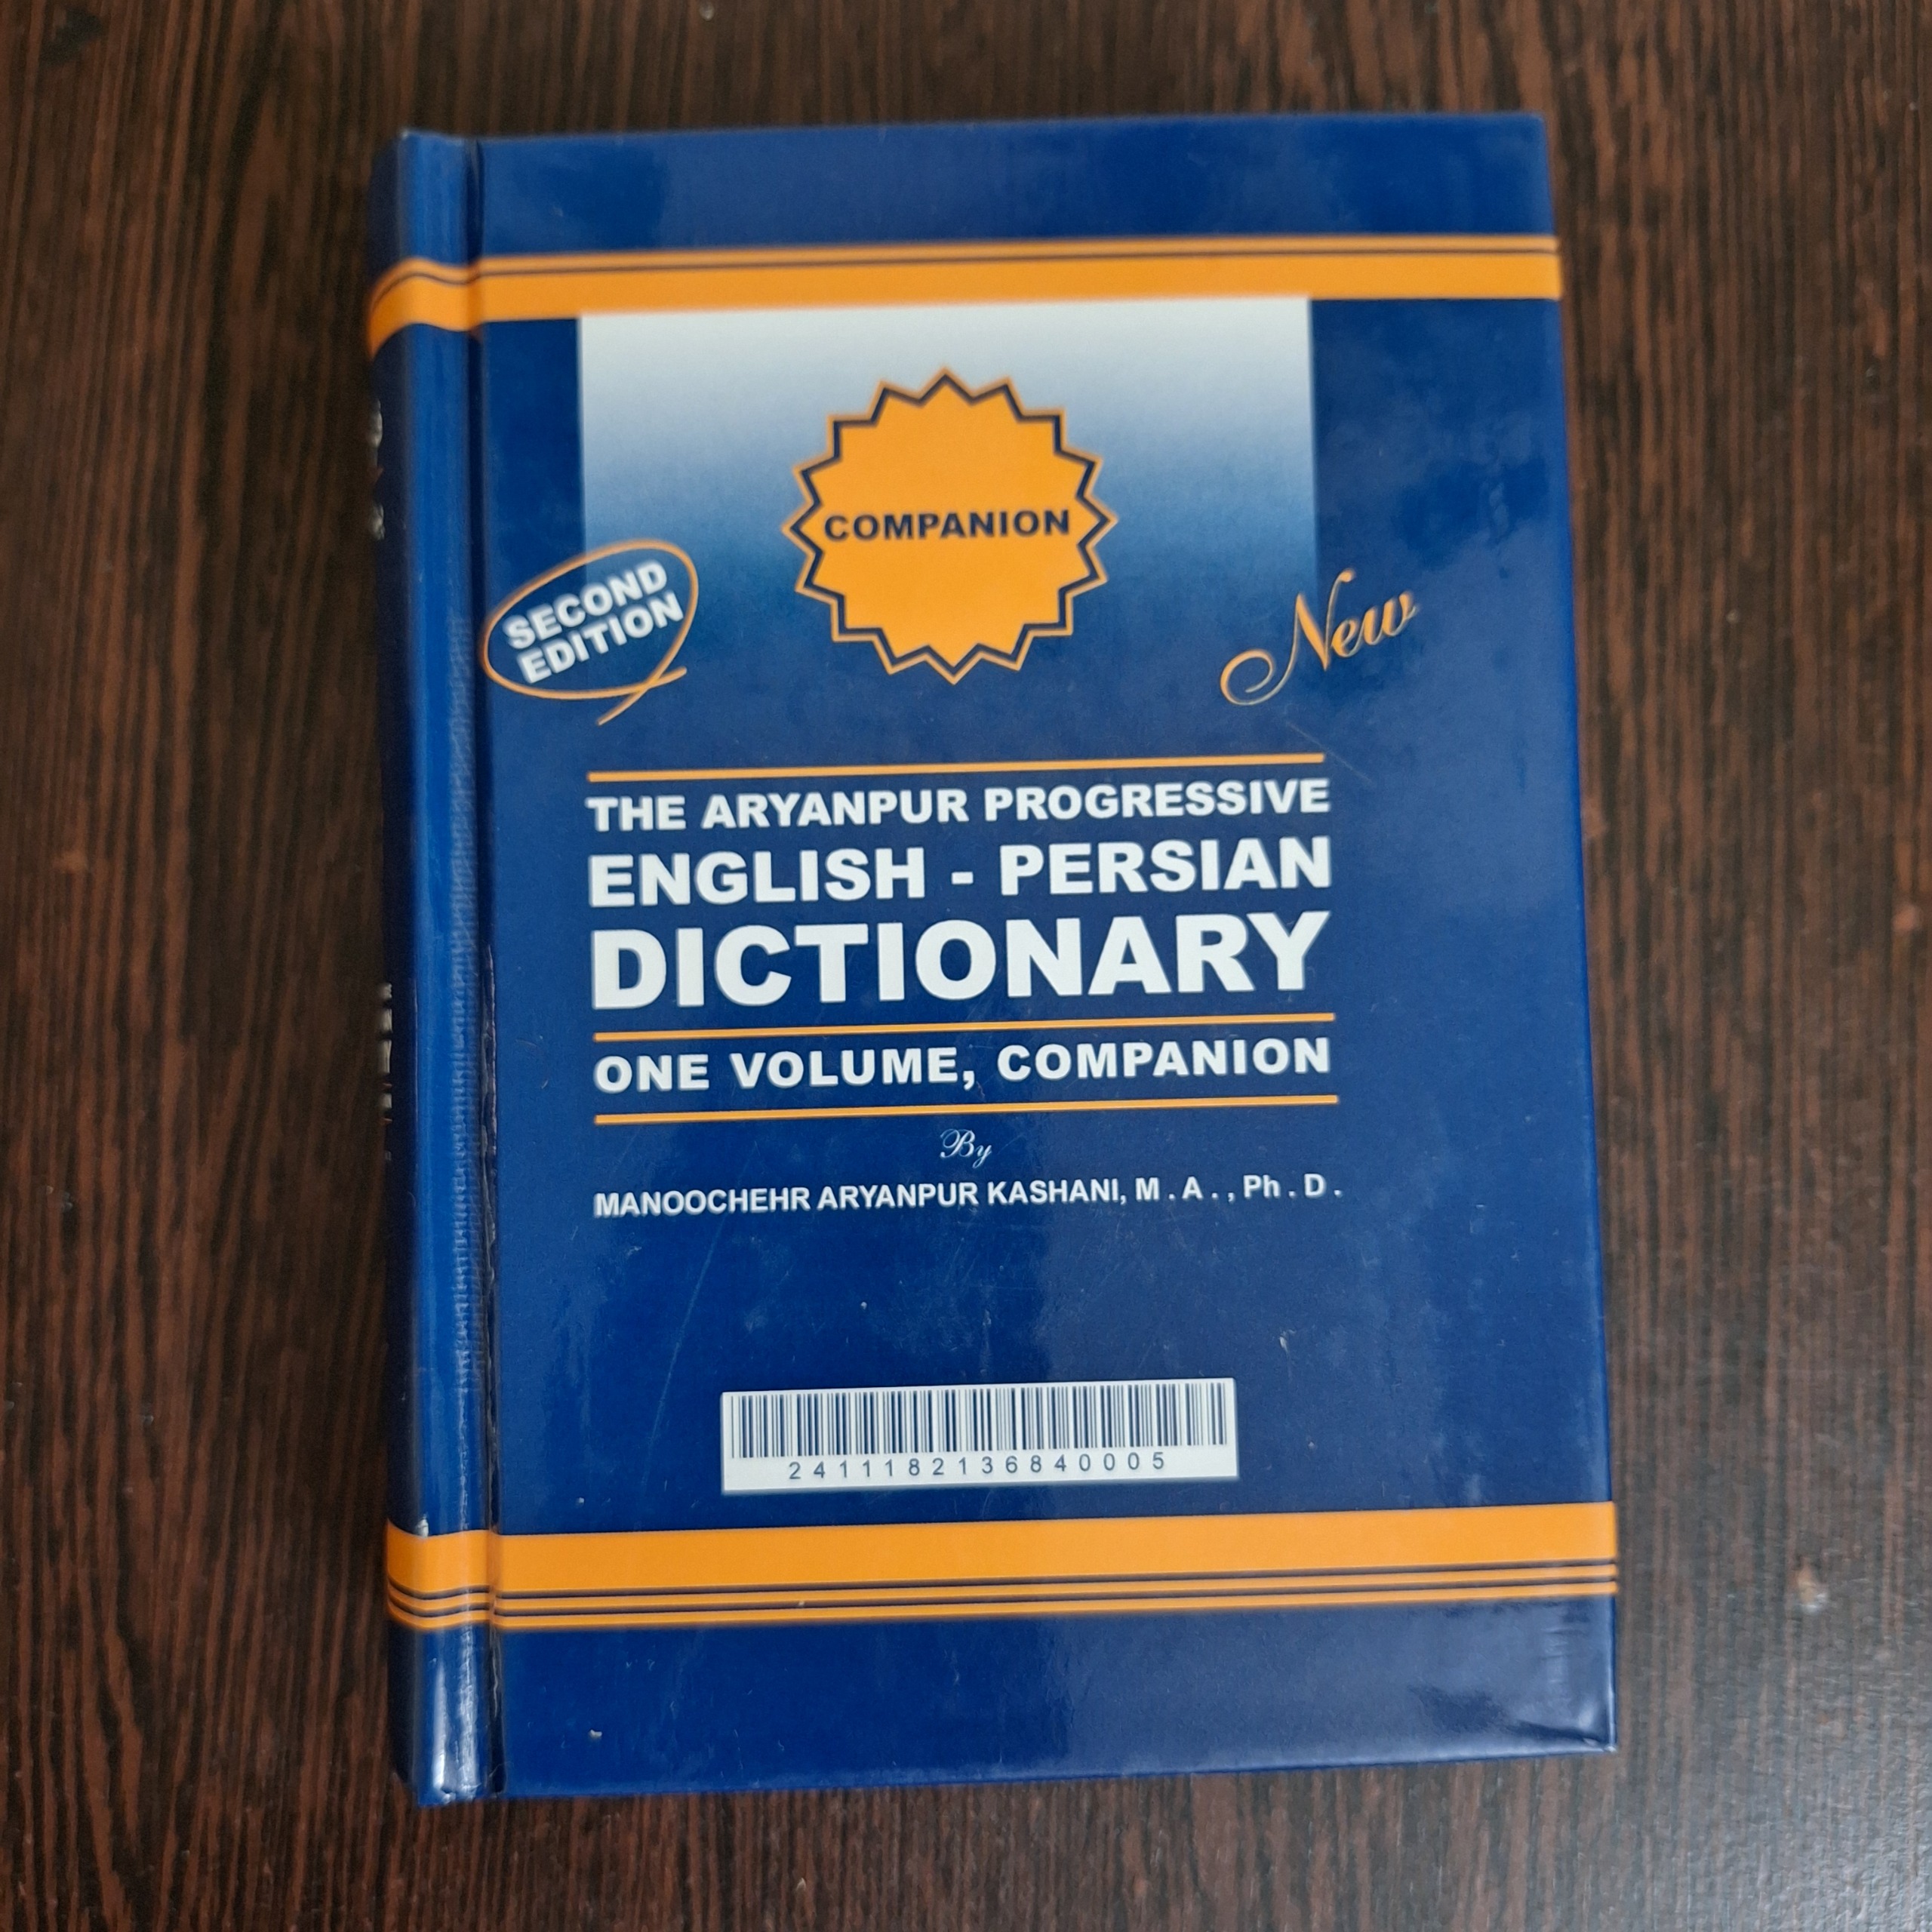 COMPANION
SECOND
EDITION
New
THE ARYANPUR PROGRESSIVE
ENGLISH - PERSIAN
DICTIONARY
ONE VOLUME, COMPANION
By
MANOOCHEHR ARYANPUR KASHANI, M . A . , Ph . D .
2411182136840005